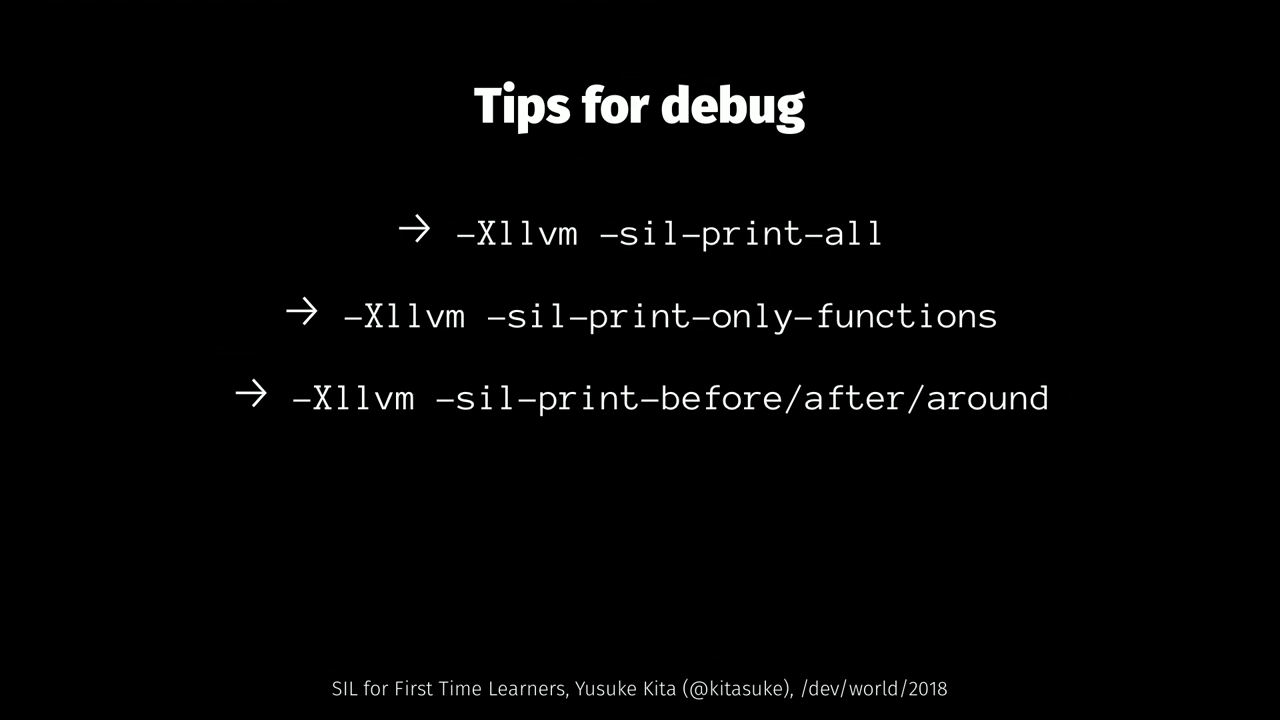 Tips for debug
→ -Xllvm -sil-print-all
→ -Xllvm -sil-print-only-functions
→ -Xllvm -sil-print-before/after/around
SIL for First Time Learners, Yusuke Kita (@kitasuke), /dev/world/2018